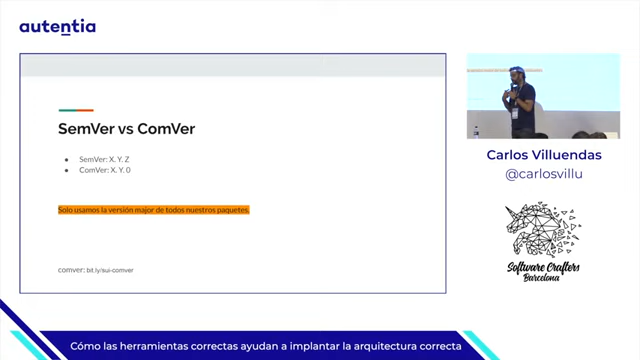 autentia
SemVer vs ComVer
SemVer: X. Y. Z
ComVer: X. Y. 0
Solo usamos la versión major de todos nuestros paquetes.
comver: bit.ly/sui-comver
Carlos Villuendas
@carlosvillu
Software Crafters
Barcelona
Cómo las herramientas correctas ayudan a implantar la arquitectura correcta